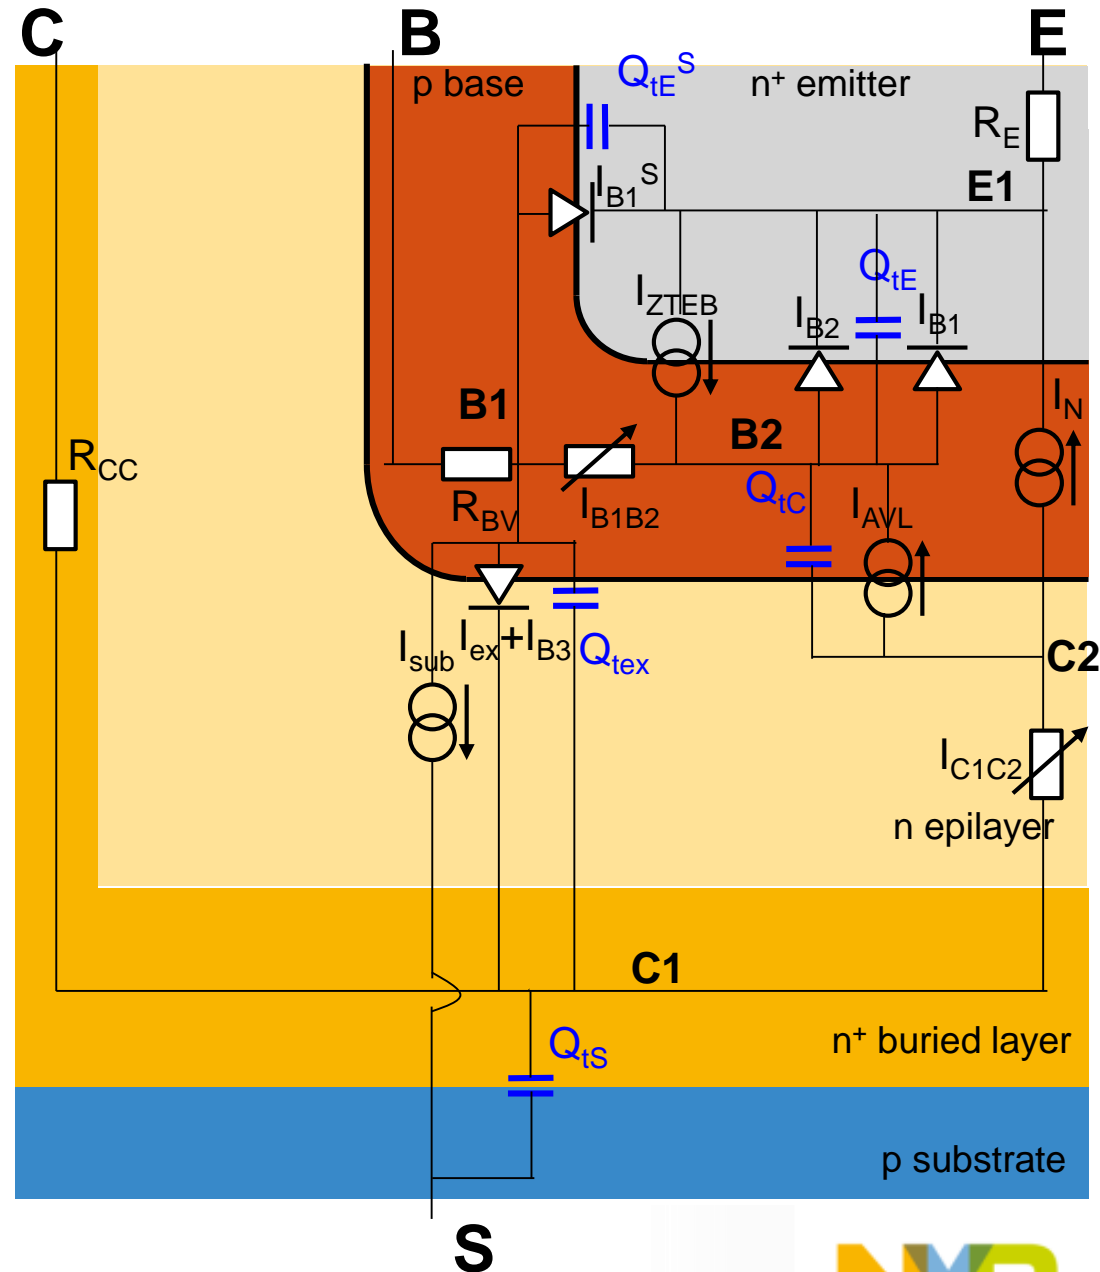 C
B
E
Q_tE^S
p base
n⁺ emitter
R_E
I_B1^S
E1
Q_tE
I_ZTEB
I_B2
I_B1
B1
B2
I_N
R_CC
R_BV
I_B1B2
Q_tC
I_AVL
I_sub
I_ex+I_B3
Q_tex
C2
I_C1C2
n epilayer
C1
Q_tS
n⁺ buried layer
p substrate
S